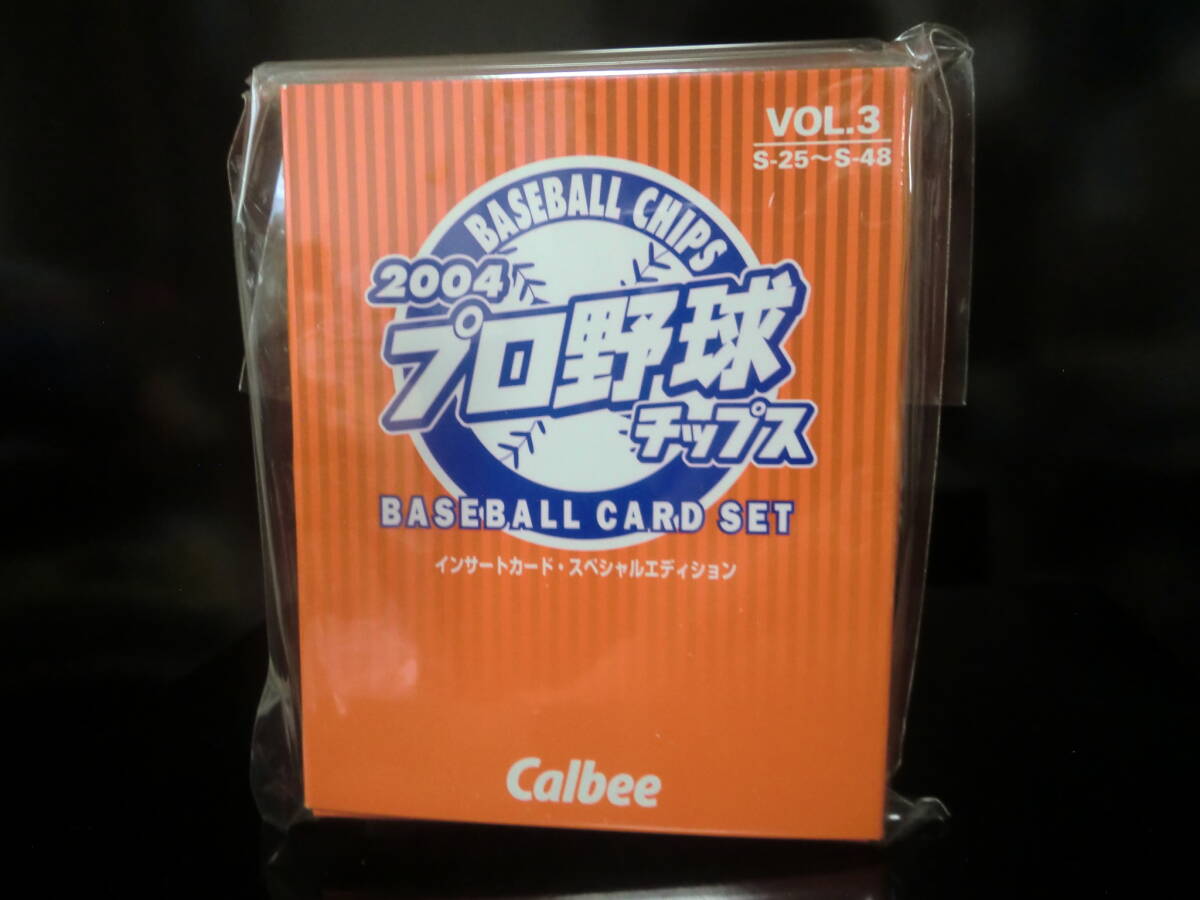 VOL.3
S-25～S-48
BASEBALL CHIPS
2004
プロ野球
チップス
BASEBALL CARD SET
インサートカード・スペシャルエディション
Calbee